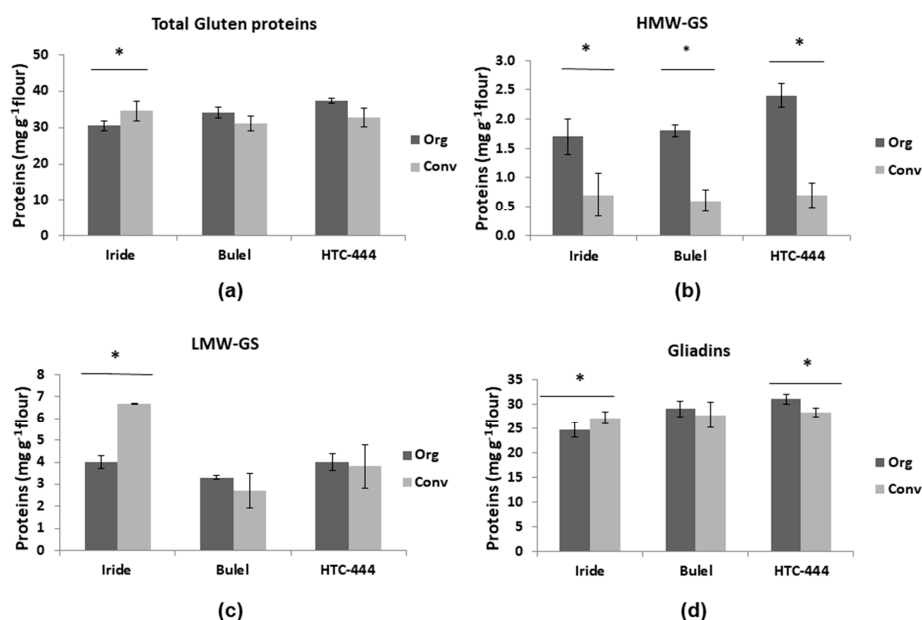 Total Gluten proteins
*
Proteins (mg g-1flour)
50
40
30
20
10
0
Iride
Bulel
HTC-444
Org
Conv
(a)
HMW-GS
* * *
Proteins (mg g-1flour)
3.0
2.5
2.0
1.5
1.0
0.5
0.0
Iride
Bulel
HTC-444
Org
Conv
(b)
LMW-GS
*
Proteins (mg g-1flour)
8
7
6
5
4
3
2
1
0
Iride
Bulel
HTC-444
Org
Conv
(c)
Gliadins
* *
Proteins (mg g-1flour)
35
30
25
20
15
10
5
0
Iride
Bulel
HTC-444
Org
Conv
(d)